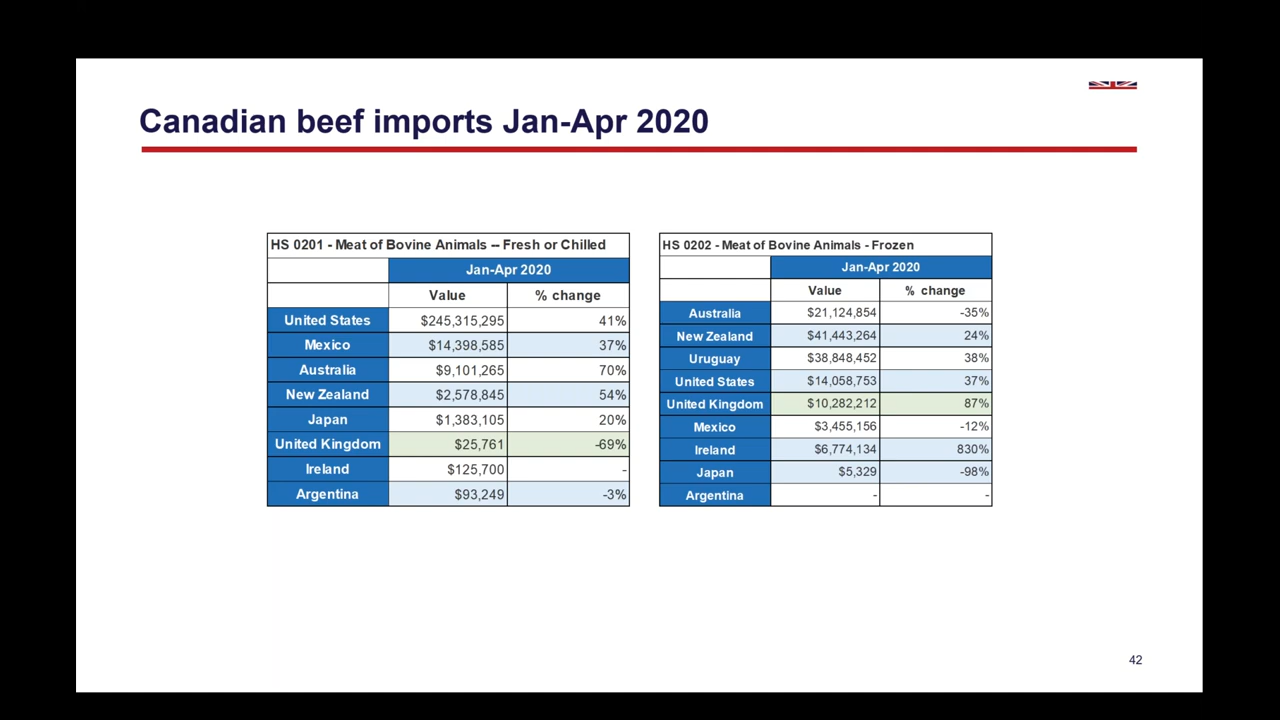 Canadian beef imports Jan-Apr 2020
HS 0201 - Meat of Bovine Animals -- Fresh or Chilled
Jan-Apr 2020
Value % change
United States $245,315,295 41%
Mexico $14,398,585 37%
Australia $9,101,265 70%
New Zealand $2,578,845 54%
Japan $1,383,105 20%
United Kingdom $25,761 -69%
Ireland $125,700 -
Argentina $93,249 -3%
HS 0202 - Meat of Bovine Animals - Frozen
Jan-Apr 2020
Value % change
Australia $21,124,854 -35%
New Zealand $41,443,264 24%
Uruguay $38,848,452 38%
United States $14,058,753 37%
United Kingdom $10,282,212 87%
Mexico $3,455,156 -12%
Ireland $6,774,134 830%
Japan $5,329 -98%
Argentina - -
42